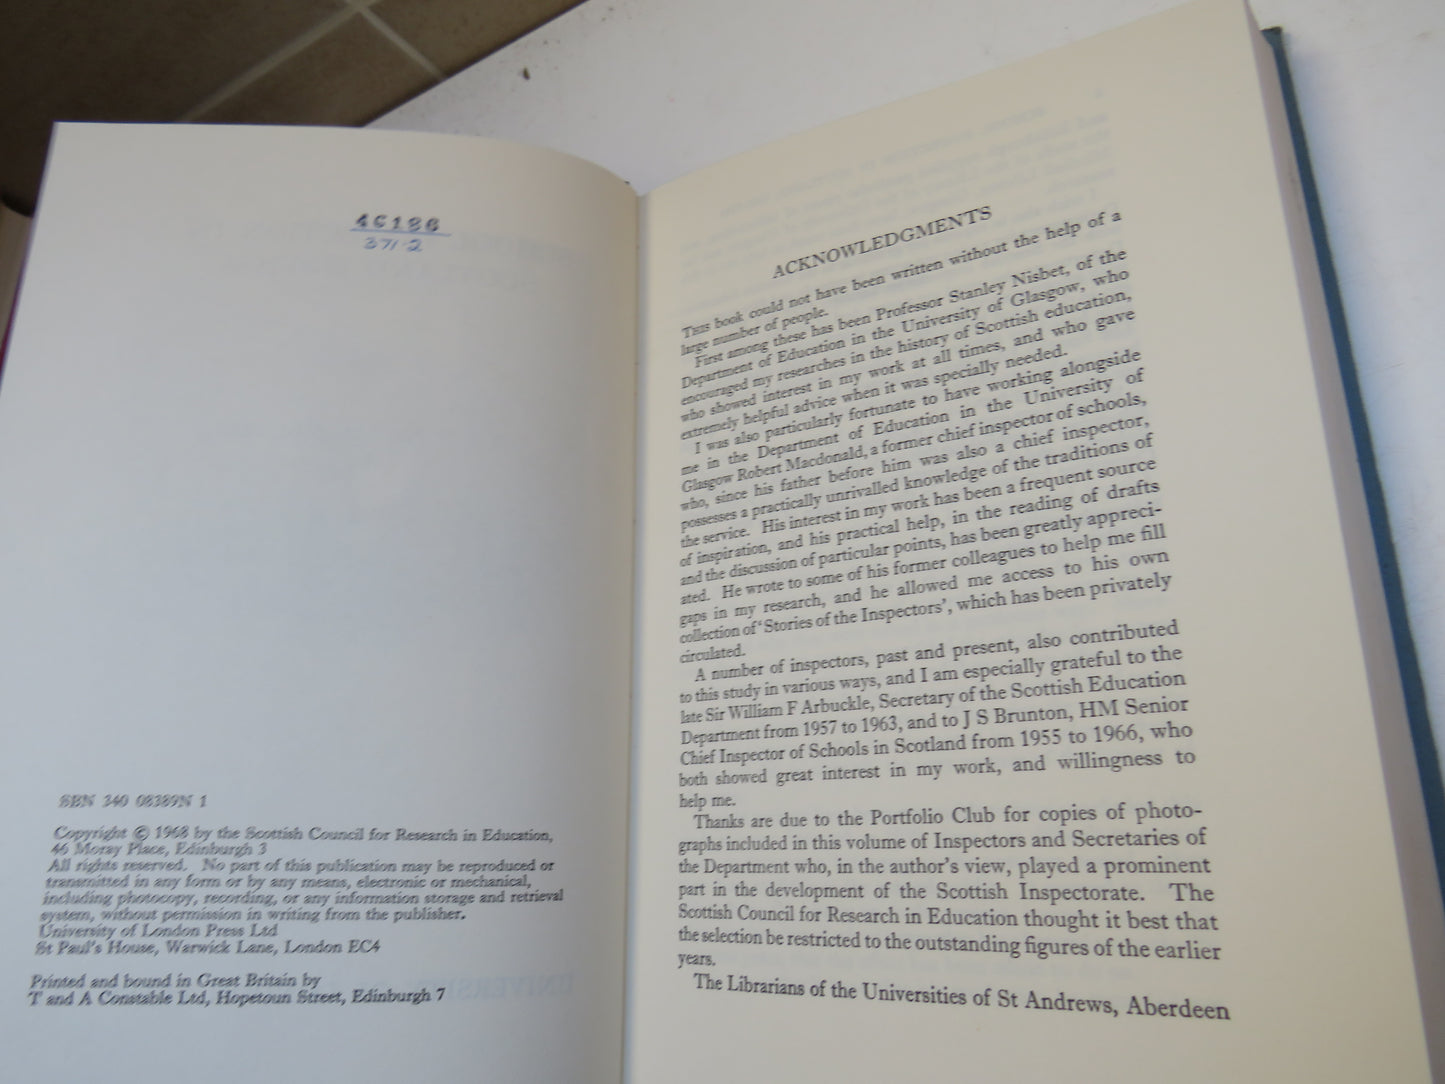 46186
371·2
SBN 340 08389N 1
Copyright © 1968 by the Scottish Council for Research in Education,
46 Moray Place, Edinburgh 3
All rights reserved. No part of this publication may be reproduced or
transmitted in any form or by any means, electronic or mechanical,
including photocopy, recording, or any information storage and retrieval
system, without permission in writing from the publisher.
University of London Press Ltd
St Paul's House, Warwick Lane, London EC4
Printed and bound in Great Britain by
T and A Constable Ltd, Hopetoun Street, Edinburgh 7
ACKNOWLEDGMENTS
THIS book could not have been written without the help of a
large number of people.
First among these has been Professor Stanley Nisbet, of the
Department of Education in the University of Glasgow, who
encouraged my researches in the history of Scottish education,
who showed interest in my work at all times, and who gave
extremely helpful advice when it was specially needed.
I was also particularly fortunate to have working alongside
me in the Department of Education in the University of
Glasgow Robert Macdonald, a former chief inspector of schools,
who, since his father before him was also a chief inspector,
possesses a practically unrivalled knowledge of the traditions of
the service. His interest in my work has been a frequent source
of inspiration, and his practical help, in the reading of drafts
and the discussion of particular points, has been greatly appreci-
ated. He wrote to some of his former colleagues to help me fill
gaps in my research, and he allowed me access to his own
collection of 'Stories of the Inspectors', which has been privately
circulated.
A number of inspectors, past and present, also contributed
to this study in various ways, and I am especially grateful to the
late Sir William F Arbuckle, Secretary of the Scottish Education
Department from 1957 to 1963, and to J S Brunton, HM Senior
Chief Inspector of Schools in Scotland from 1955 to 1966, who
both showed great interest in my work, and willingness to
help me.
Thanks are due to the Portfolio Club for copies of photo-
graphs included in this volume of Inspectors and Secretaries of
the Department who, in the author's view, played a prominent
part in the development of the Scottish Inspectorate. The
Scottish Council for Research in Education thought it best that
the selection be restricted to the outstanding figures of the earlier
years.
The Librarians of the Universities of St Andrews, Aberdeen